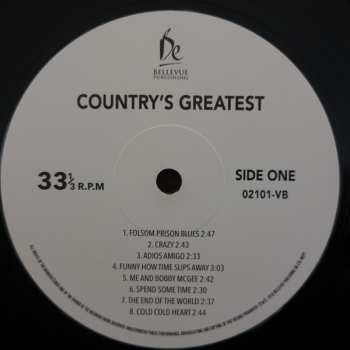 BELLEVUE
PUBLISHING
COUNTRY'S GREATEST
33⅓ R.P.M
SIDE ONE
02101-VB
1. FOLSOM PRISON BLUES 2:47
2. CRAZY 2:43
3. ADIOS AMIGO 2:33
4. FUNNY HOW TIME SLIPS AWAY 3:03
5. ME AND BOBBY MCGEE 2:42
6. SPEND SOME TIME 2:30
7. THE END OF THE WORLD 2:37
8. COLD COLD HEART 2:44